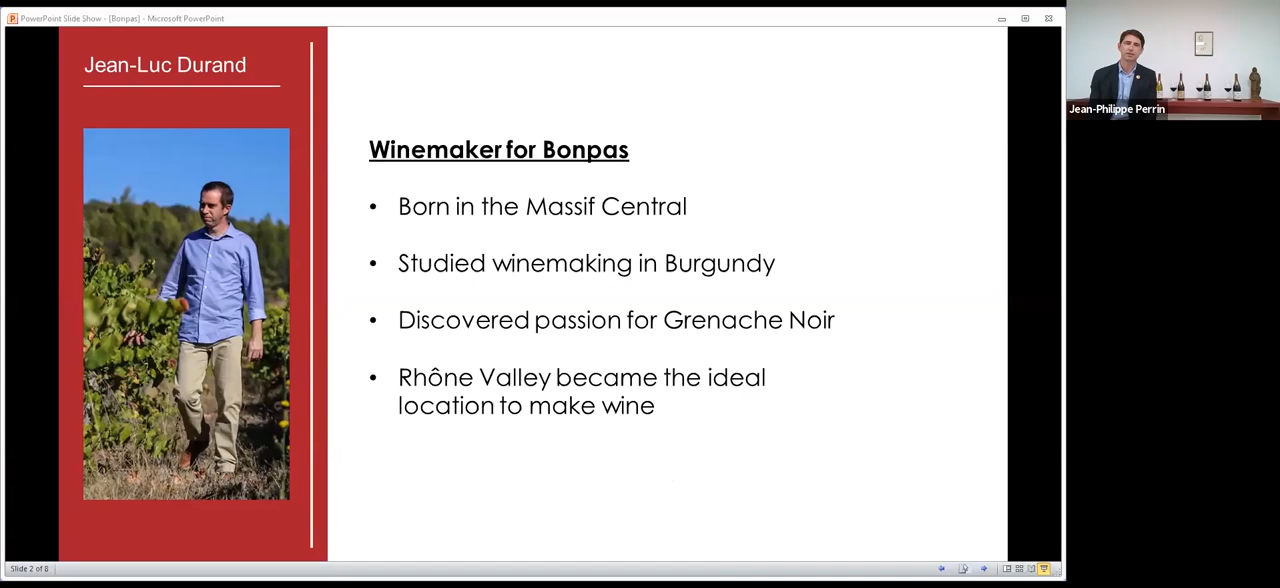 PowerPoint Slide Show - [Bonpas] - Microsoft PowerPoint
Jean-Luc Durand
Winemaker for Bonpas
• Born in the Massif Central
• Studied winemaking in Burgundy
• Discovered passion for Grenache Noir
• Rhône Valley became the ideal
location to make wine
Jean-Philippe Perrin
Slide 2 of 8